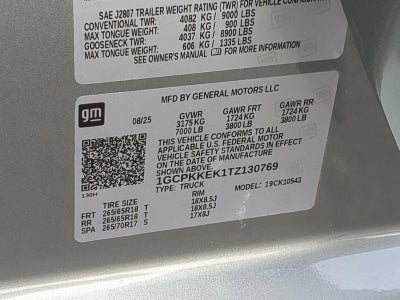 SAE J2807 TRAILER WEIGHT RATING (TWR) FOR VEHICLE CONFIGURATION
CONVENTIONAL TWR: 4082 KG / 9000 LBS
MAX TONGUE WEIGHT: 408 KG / 900 LBS
GOOSENECK TWR: 4037 KG / 8900 LBS
MAX TONGUE WEIGHT: 606 KG / 1335 LBS
SEE OWNER'S MANUAL FOR MORE INFORMATION
gm
MFD BY GENERAL MOTORS LLC
08/25 GVWR GAWR FRT GAWR RR
3175 KG 1724 KG 1724 KG
7000 LB 3800 LB 3800 LB
THIS VEHICLE CONFORMS TO ALL
APPLICABLE U.S. FEDERAL MOTOR
VEHICLE SAFETY STANDARDS IN EFFECT
ON THE DATE OF MANUFACTURE SHOWN ABOVE.
1GCPKKEK1TZ130769
130H
TYPE: TRUCK MODEL: 19CK10543
TIRE SIZE RIM
FRT 265/65R18 T 18X8.5J
RR 265/65R18 T 18X8.5J
SPA 265/70R17 S 17X8J